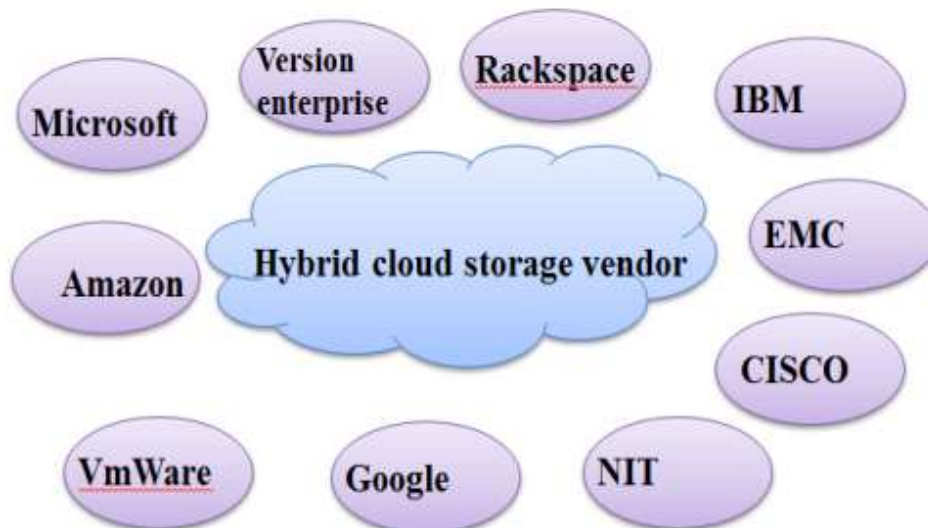 Version
enterprise
Rackspace
IBM
Microsoft
EMC
Hybrid cloud storage vendor
Amazon
CISCO
VmWare
Google
NIT